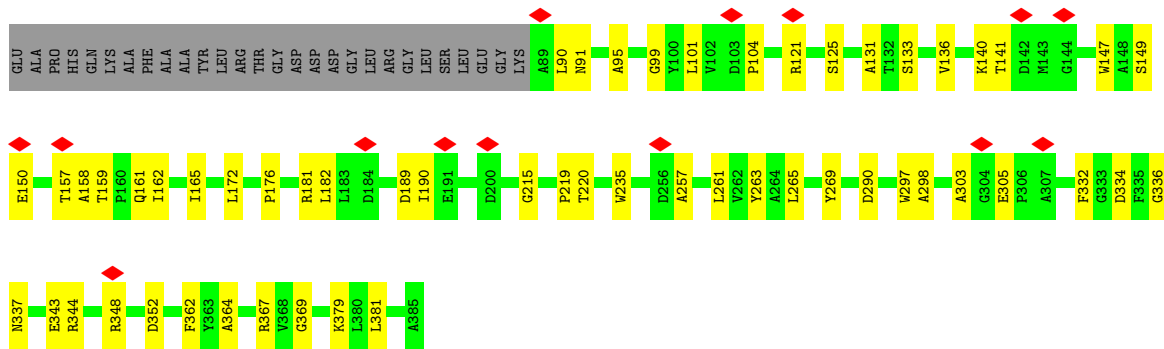 GLU ALA PRO HIS GLN LYS ALA PHE ALA ALA TYR LEU ARG THR GLY ASP ASP ASP GLY LEU ARG GLY LEU SER LEU GLU GLY LYS A89 L90 N91 A95 G99 Y100 L101 V102 D103 P104 R121 S125 A131 T132 S133 V136 K140 T141 D142 M143 G144 W147 A148 S149
E150 T157 A158 T159 P160 Q161 I162 I165 L172 P176 R181 L182 L183 D184 D189 I190 E191 D200 G215 P219 T220 W235 D256 A257 L261 V262 Y263 A264 L265 Y269 D290 W297 A298 A303 G304 E305 P306 A307 F332 G333 D334 F335 G336
N337 E343 R344 R348 D352 F362 Y363 A364 R367 V368 G369 K379 L380 L381 A385